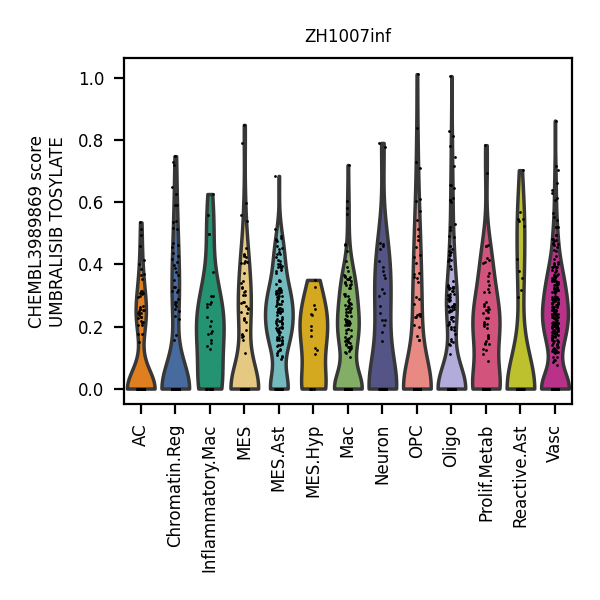 ZH1007inf
CHEMBL3989869 score
UMBRALISIB TOSYLATE
1.0
0.8
0.6
0.4
0.2
0.0
AC
Chromatin.Reg
Inflammatory.Mac
MES
MES.Ast
MES.Hyp
Mac
Neuron
OPC
Oligo
Prolif.Metab
Reactive.Ast
Vasc